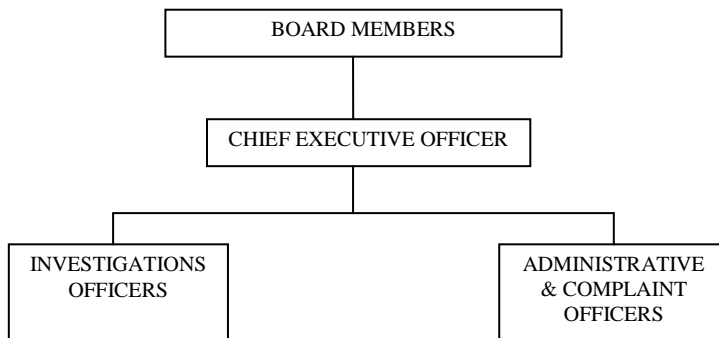 BOARD MEMBERS
CHIEF EXECUTIVE OFFICER
INVESTIGATIONS
OFFICERS
ADMINISTRATIVE
& COMPLAINT
OFFICERS